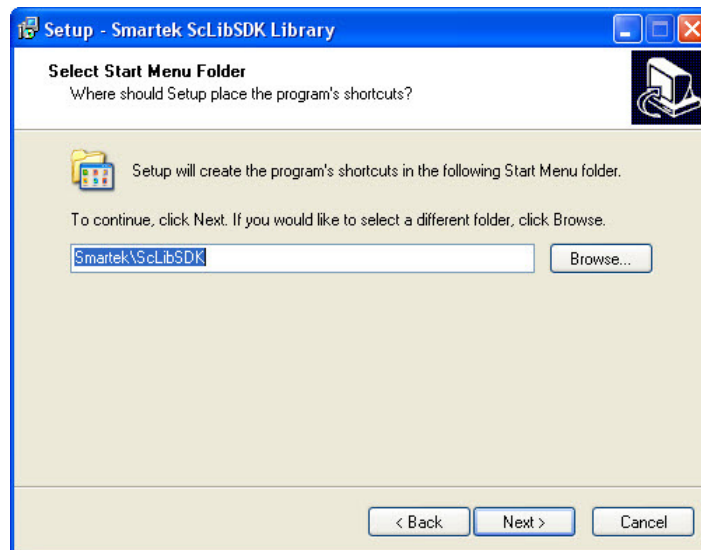 Setup - Smartek ScLibSDK Library
Select Start Menu Folder
Where should Setup place the program's shortcuts?
Setup will create the program's shortcuts in the following Start Menu folder.
To continue, click Next. If you would like to select a different folder, click Browse.
Smartek\ScLibSDK
Browse...
< Back
Next >
Cancel